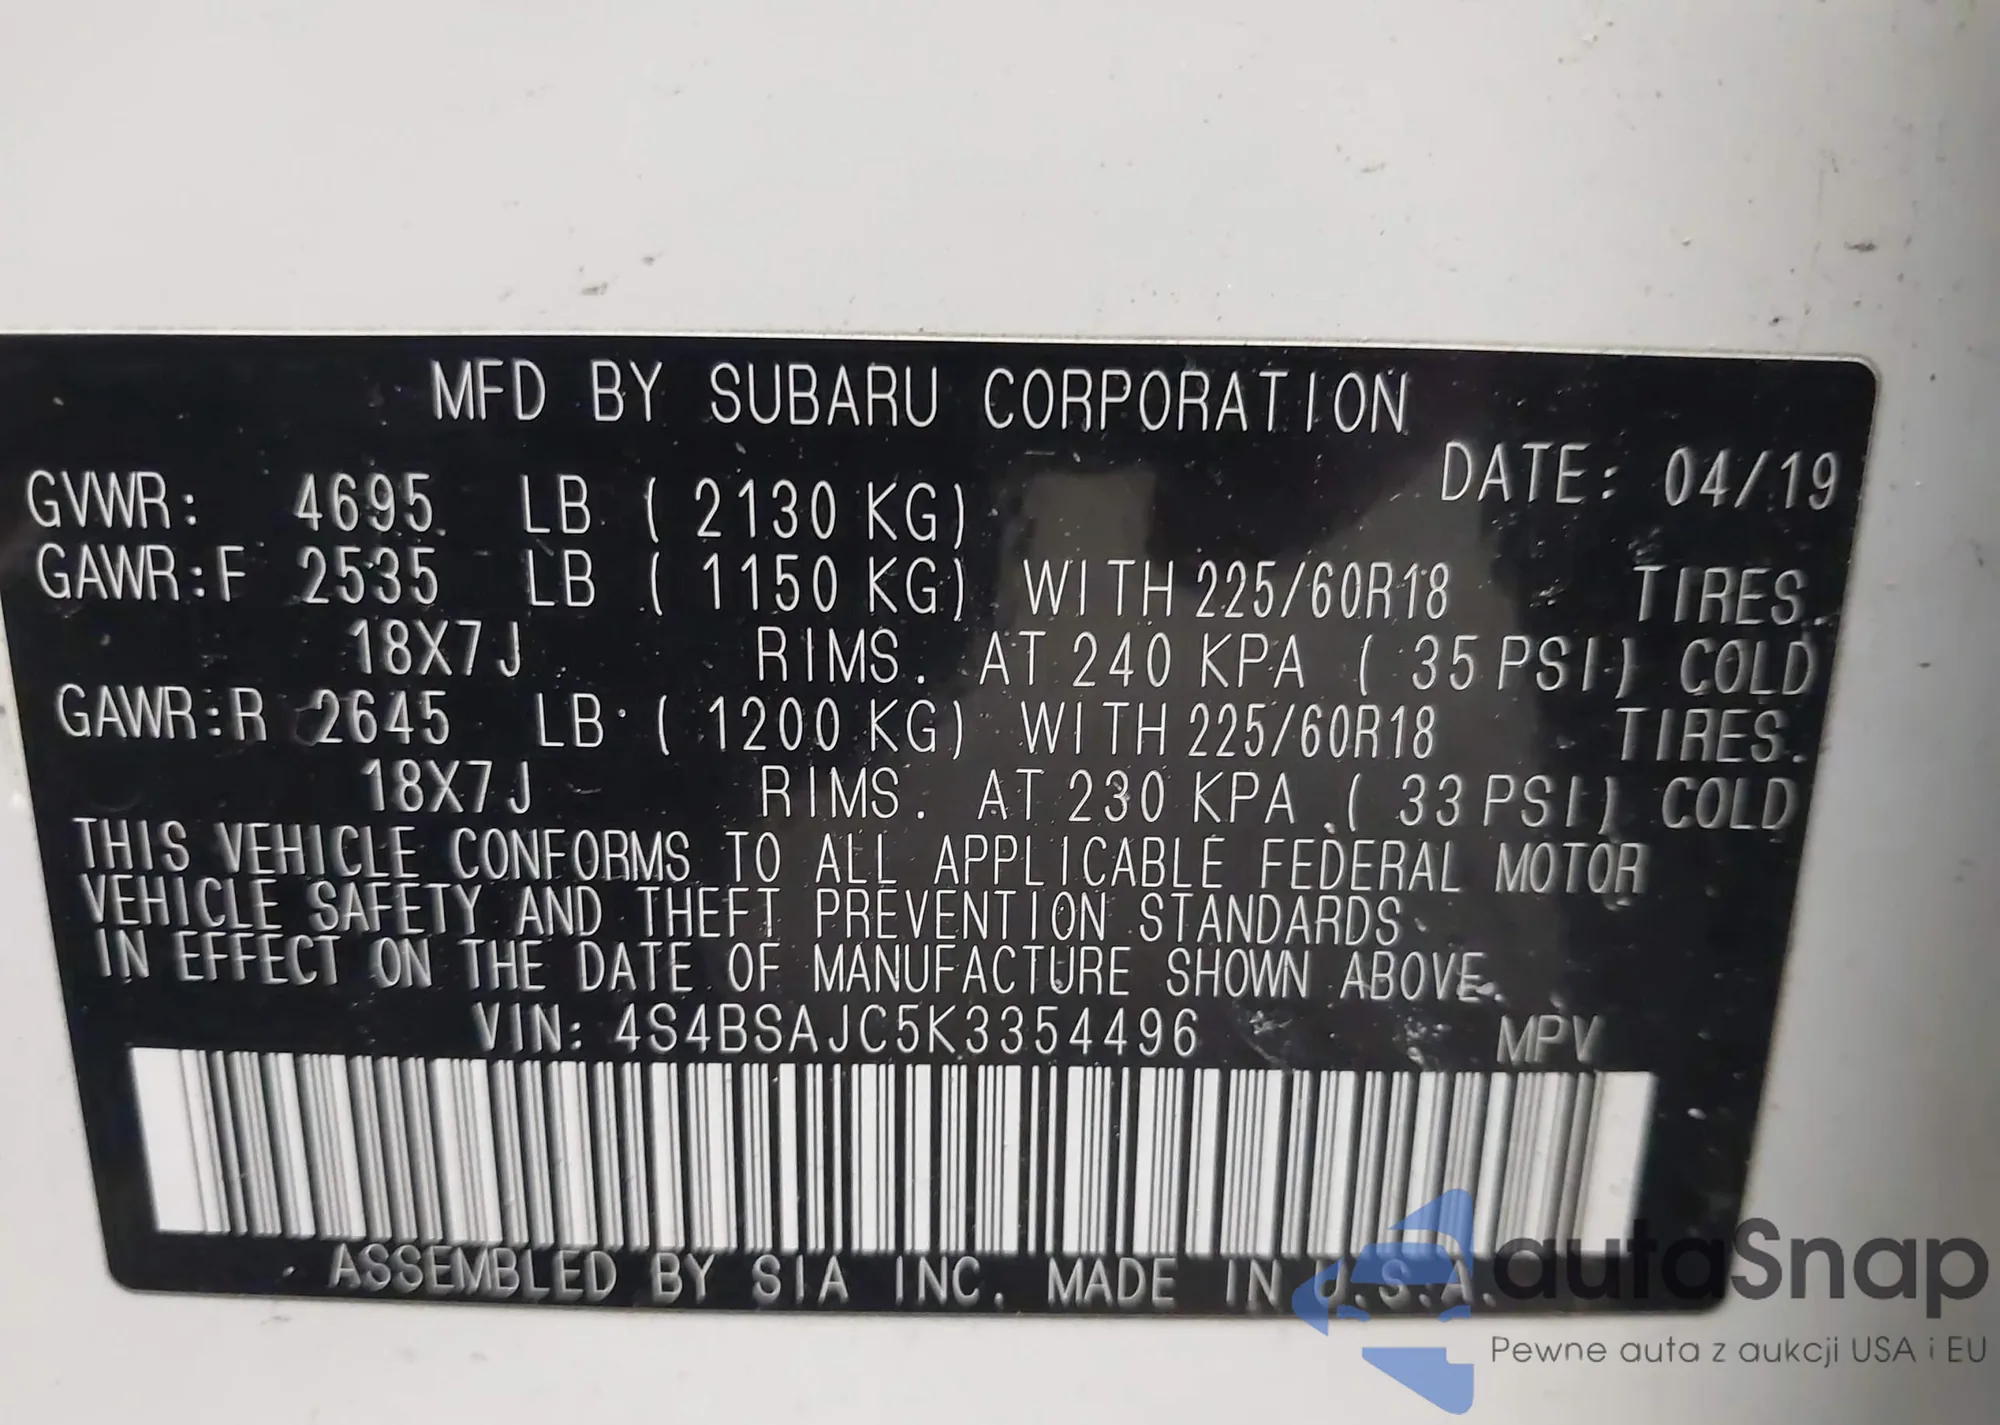 MFD BY SUBARU CORPORATION
DATE: 04/19
GVWR: 4695 LB (2130 KG)
GAWR:F 2535 LB (1150 KG) WITH 225/60R18 TIRES.
18X7J RIMS. AT 240 KPA (35 PSI) COLD
GAWR:R 2645 LB (1200 KG) WITH 225/60R18 TIRES.
18X7J RIMS. AT 230 KPA (33 PSI) COLD
THIS VEHICLE CONFORMS TO ALL APPLICABLE FEDERAL MOTOR
VEHICLE SAFETY AND THEFT PREVENTION STANDARDS
IN EFFECT ON THE DATE OF MANUFACTURE SHOWN ABOVE.
VIN: 4S4BSAJC5K3354496 MPV
ASSEMBLED BY SIA INC. MADE IN U.S.A.
autaSnap
Pewne auta z aukcji USA i EU